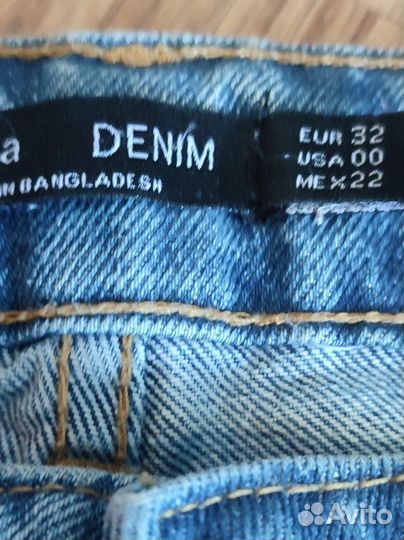 a DENIM
N BANGLADESH
EUR 32
USA 00
MEX 22
Avito